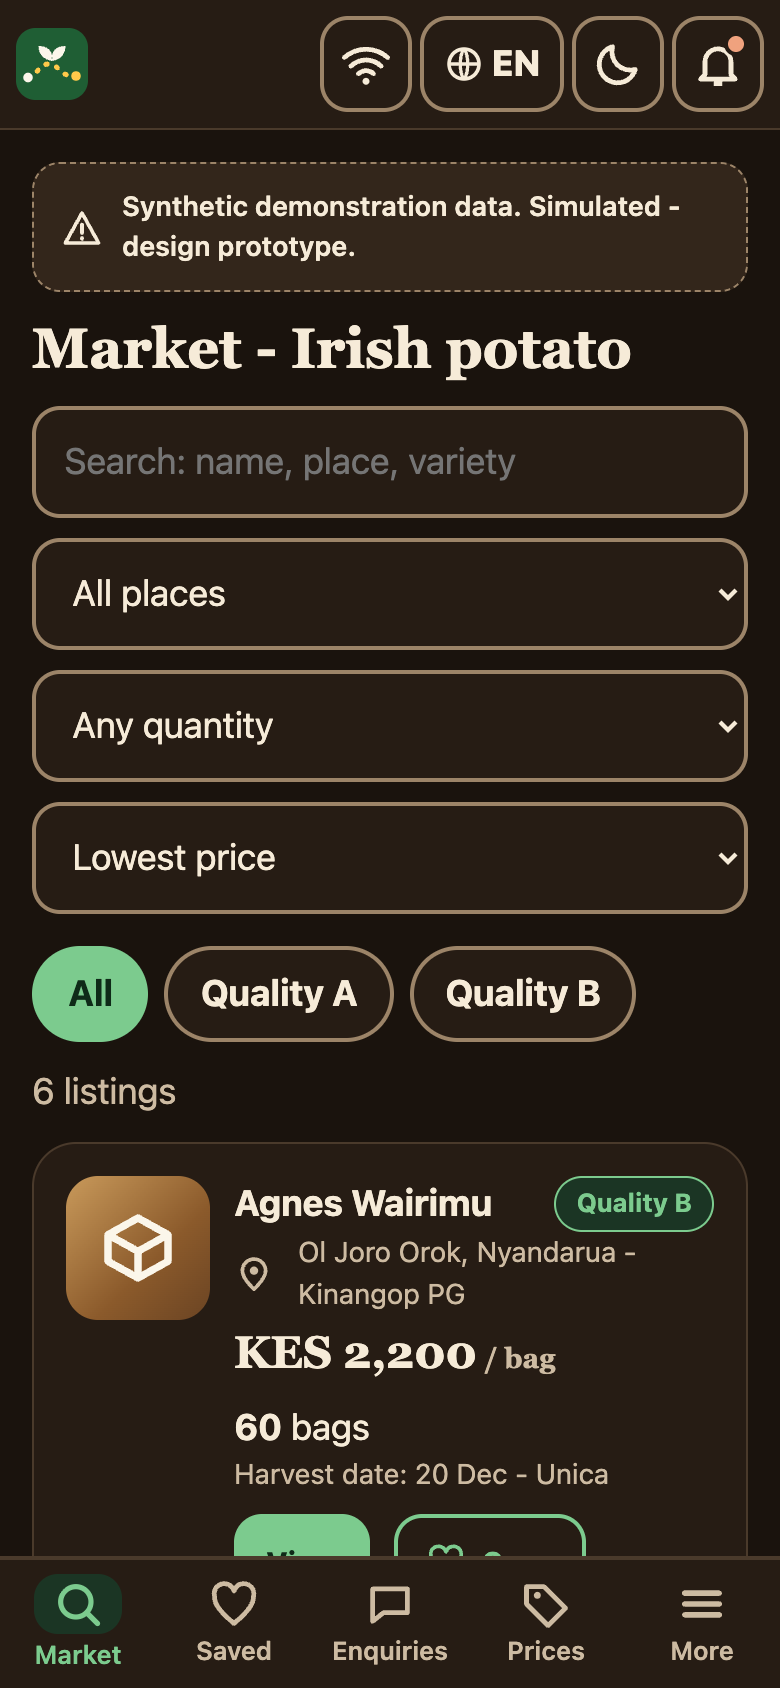 EN
Synthetic demonstration data. Simulated -
design prototype.
Market - Irish potato
Search: name, place, variety
All places
Any quantity
Lowest price
All
Quality A
Quality B
6 listings
Agnes Wairimu
Quality B
Ol Joro Orok, Nyandarua -
Kinangop PG
KES 2,200 / bag
60 bags
Harvest date: 20 Dec - Unica
Market
Saved
Enquiries
Prices
More